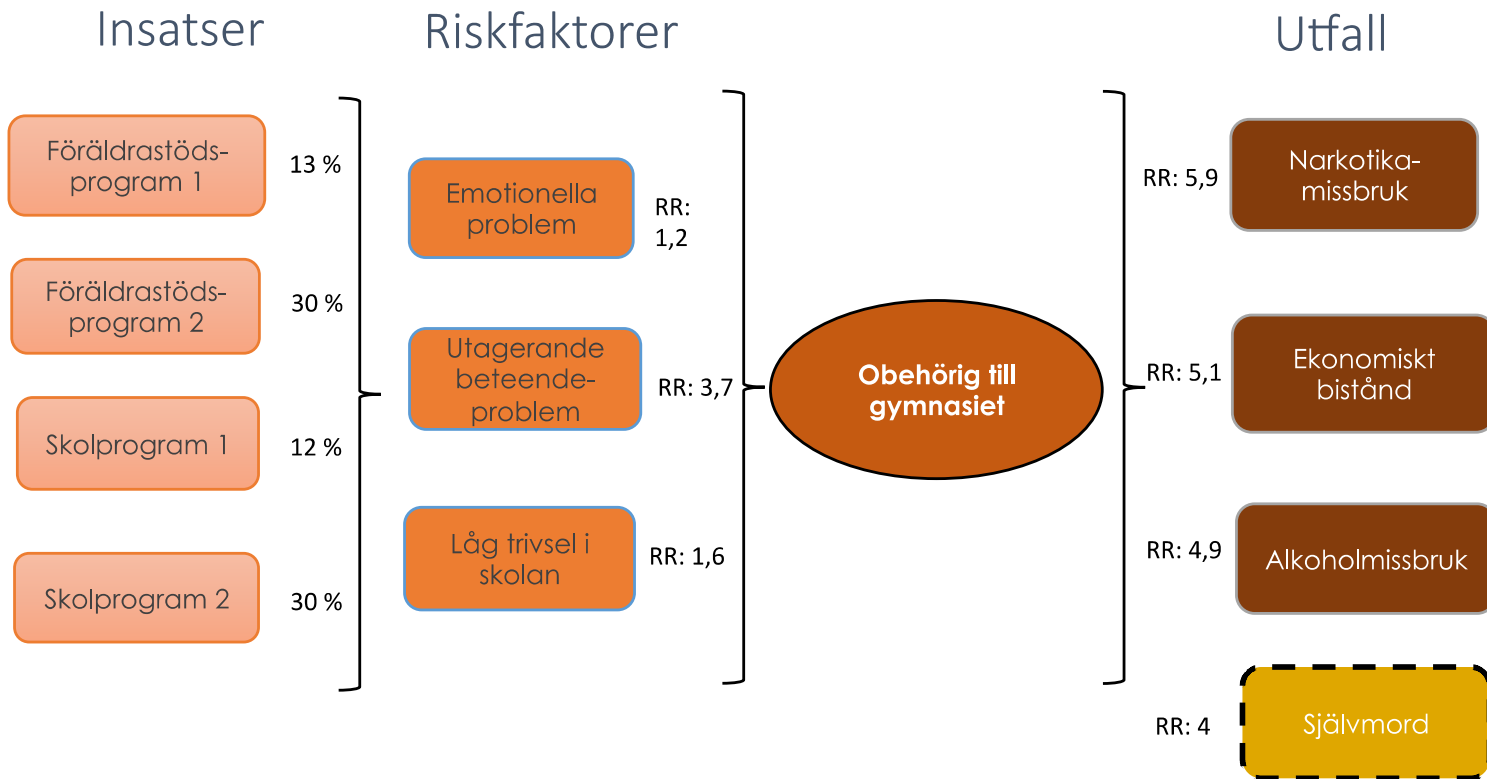 Insatser
Riskfaktorer
Utfall
Föräldrastöds-
program 1
13 %
Föräldrastöds-
program 2
30 %
Skolprogram 1
12 %
Skolprogram 2
30 %
Emotionella
problem
RR:
1,2
Utagerande
beteende-
problem
RR: 3,7
Låg trivsel i
skolan
RR: 1,6
Obehörig till
gymnasiet
RR: 5,9
Narkotika-
missbruk
RR: 5,1
Ekonomiskt
bistånd
RR: 4,9
Alkoholmissbruk
RR: 4
Självmord